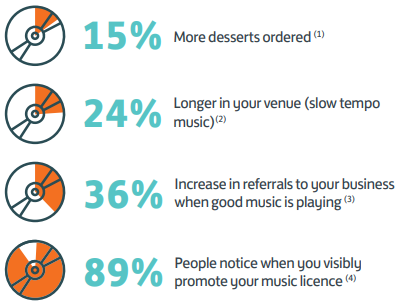 15% More desserts ordered (1)
24% Longer in your venue (slow tempo
music)(2)
36% Increase in referrals to your business
when good music is playing (3)
89% People notice when you visibly
promote your music licence (4)